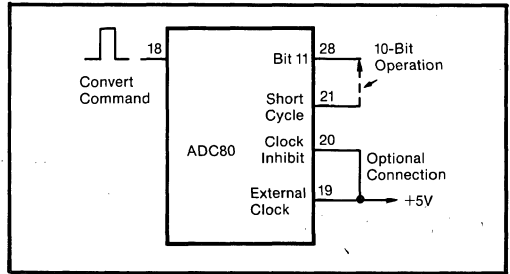 18
28
Bit 11
10-Bit
Operation
Convert
Command
Short
Cycle
21
ADC80
Clock
Inhibit
20
Optional
Connection
External
Clock
19
+5V